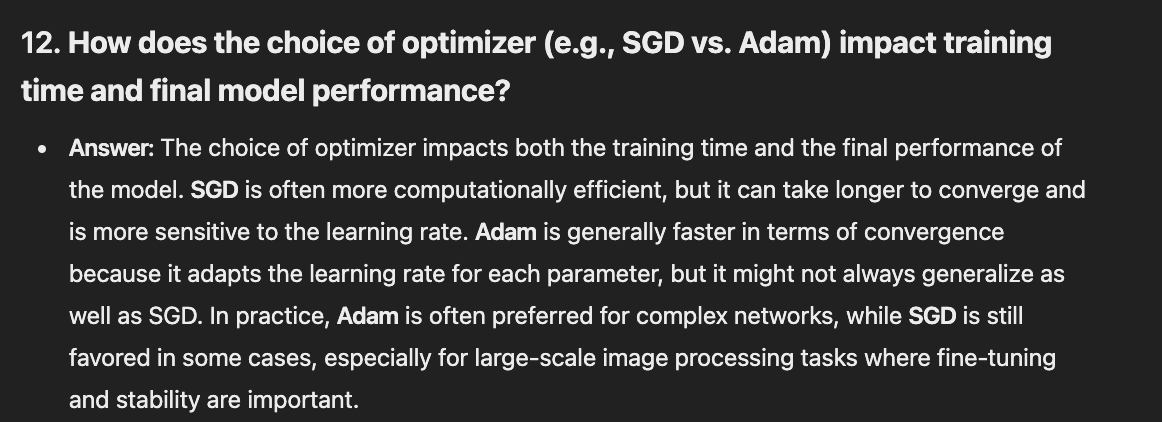 12. How does the choice of optimizer (e.g., SGD vs. Adam) impact training
time and final model performance?
• Answer: The choice of optimizer impacts both the training time and the final performance of
the model. SGD is often more computationally efficient, but it can take longer to converge and
is more sensitive to the learning rate. Adam is generally faster in terms of convergence
because it adapts the learning rate for each parameter, but it might not always generalize as
well as SGD. In practice, Adam is often preferred for complex networks, while SGD is still
favored in some cases, especially for large-scale image processing tasks where fine-tuning
and stability are important.